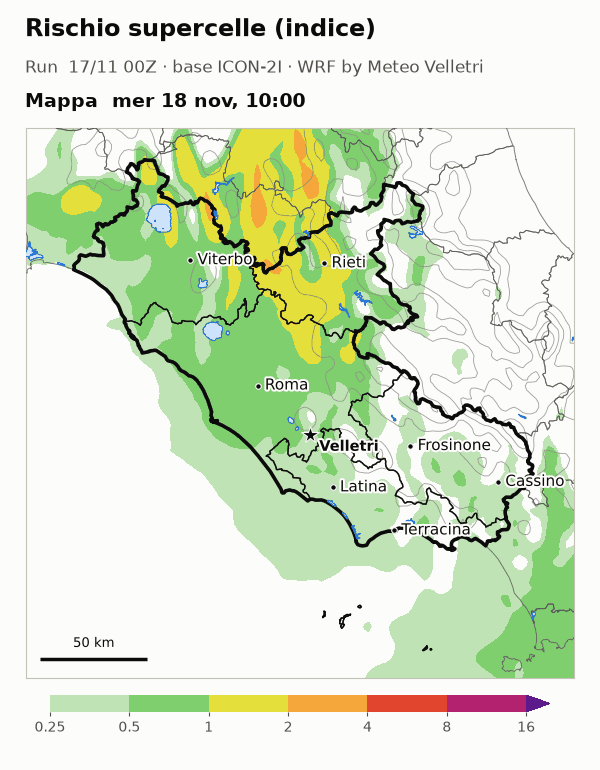 Rischio supercelle (indice)
Run  17/11 00Z · base ICON-2I · WRF by Meteo Velletri
Mappa  mer 18 nov, 10:00
Viterbo
Rieti
Roma
Velletri
Frosinone
Cassino
Latina
Terracina
50 km
0.25 0.5 1 2 4 8 16